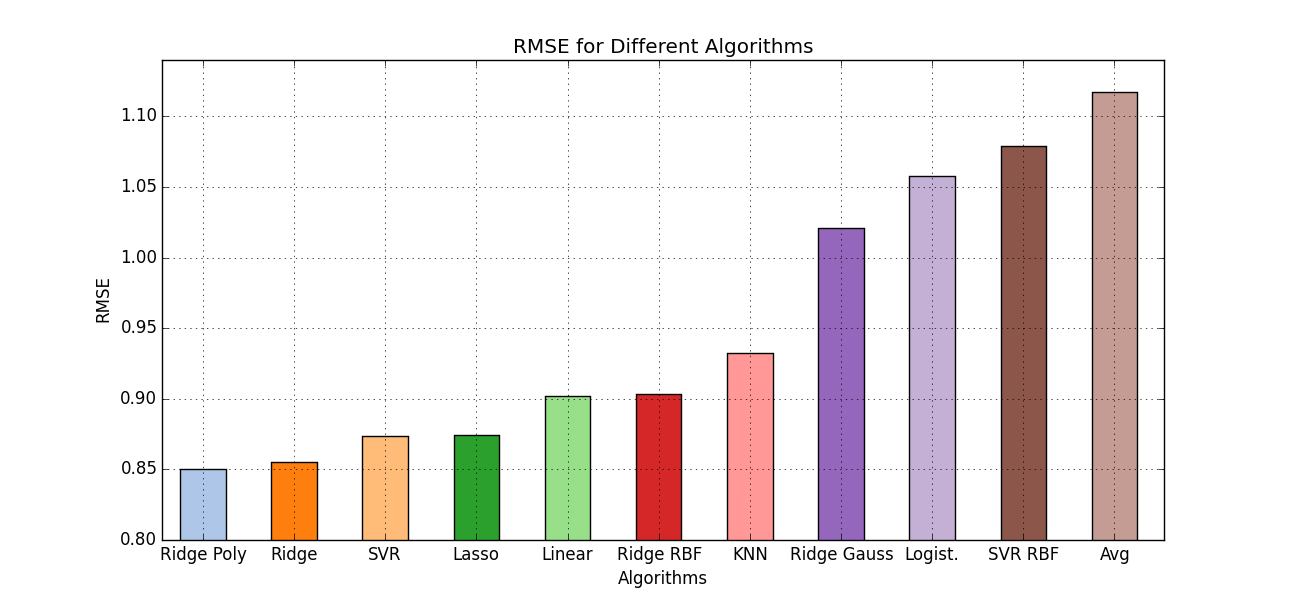 RMSE for Different Algorithms
1.10
1.05
1.00
0.95
0.90
0.85
0.80
RMSE
Ridge Poly Ridge SVR Lasso Linear Ridge RBF KNN Ridge Gauss Logist. SVR RBF Avg
Algorithms